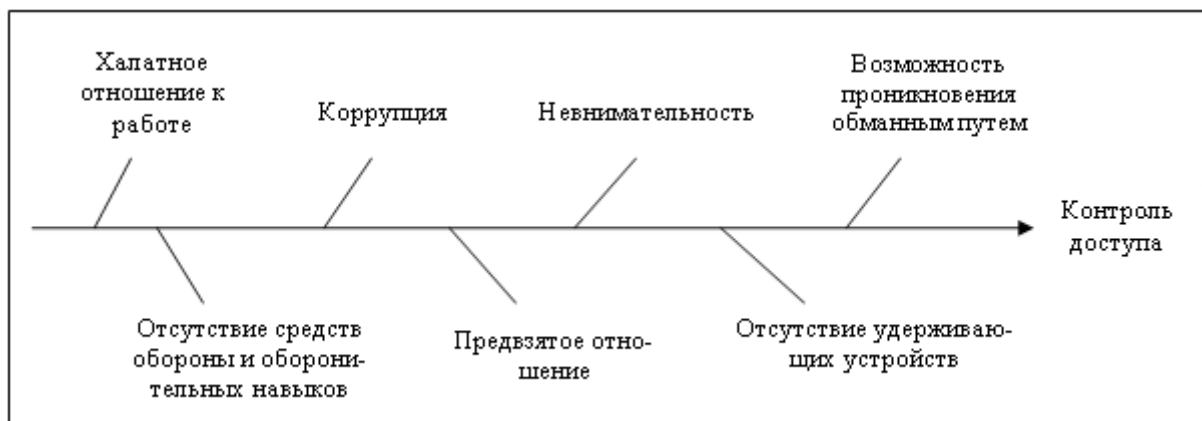 Халатное
отношение к
работе
Коррупция
Невнимательность
Возможность
проникновения
обманным путем
Контроль
доступа
Отсутствие средств
обороны и оборони-
тельных навыков
Предвзятое отно-
шение
Отсутствие удерживаю-
щих устройств